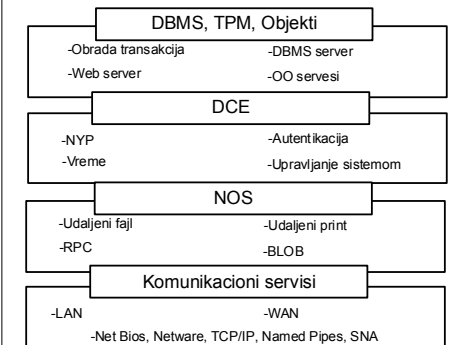 DBMS, TPM, Objekti
-Obrada transakcija -DBMS server
-Web server -OO servesi
DCE
-NYP -Autentikacija
-Vreme -Upravljanje sistemom
NOS
-Udaljeni fajl -Udaljeni print
-RPC -BLOB
Komunikacioni servisi
-LAN -WAN
-Net Bios, Netware, TCP/IP, Named Pipes, SNA